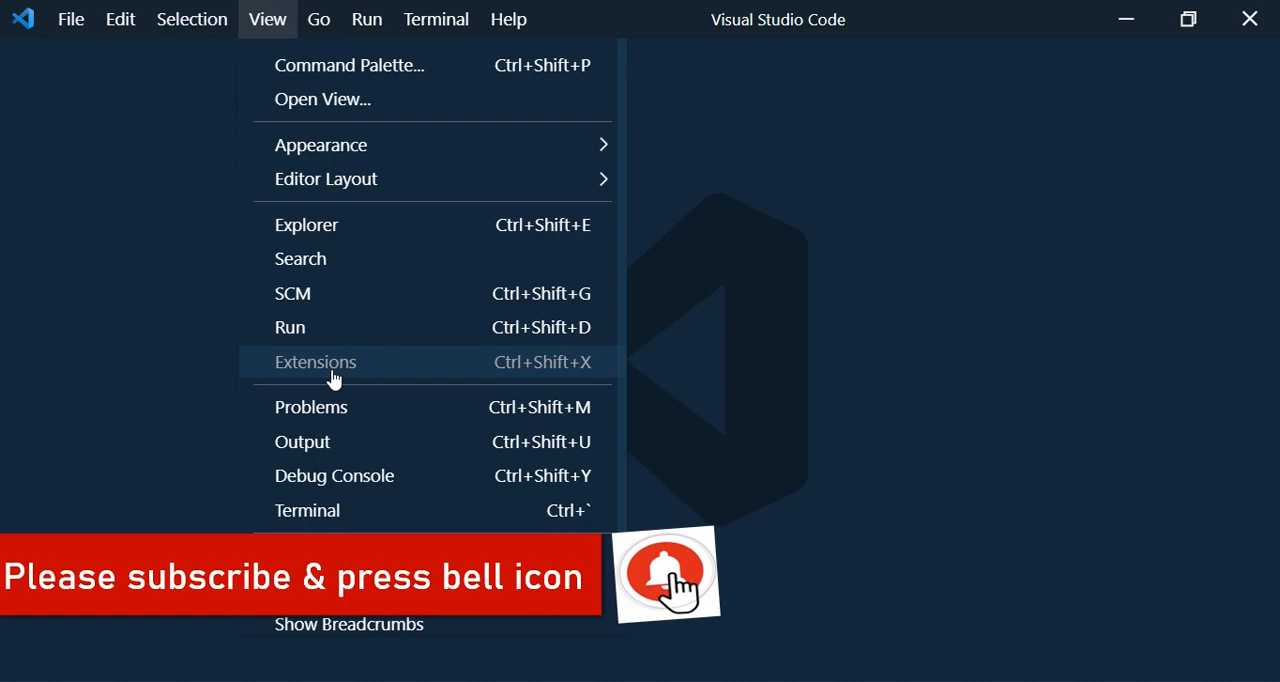 File Edit Selection View Go Run Terminal Help Visual Studio Code
Command Palette... Ctrl+Shift+P
Open View...
Appearance
Editor Layout
Explorer Ctrl+Shift+E
Search
SCM Ctrl+Shift+G
Run Ctrl+Shift+D
Extensions Ctrl+Shift+X
Problems Ctrl+Shift+M
Output Ctrl+Shift+U
Debug Console Ctrl+Shift+Y
Terminal Ctrl+`
Please subscribe & press bell icon
Show Breadcrumbs